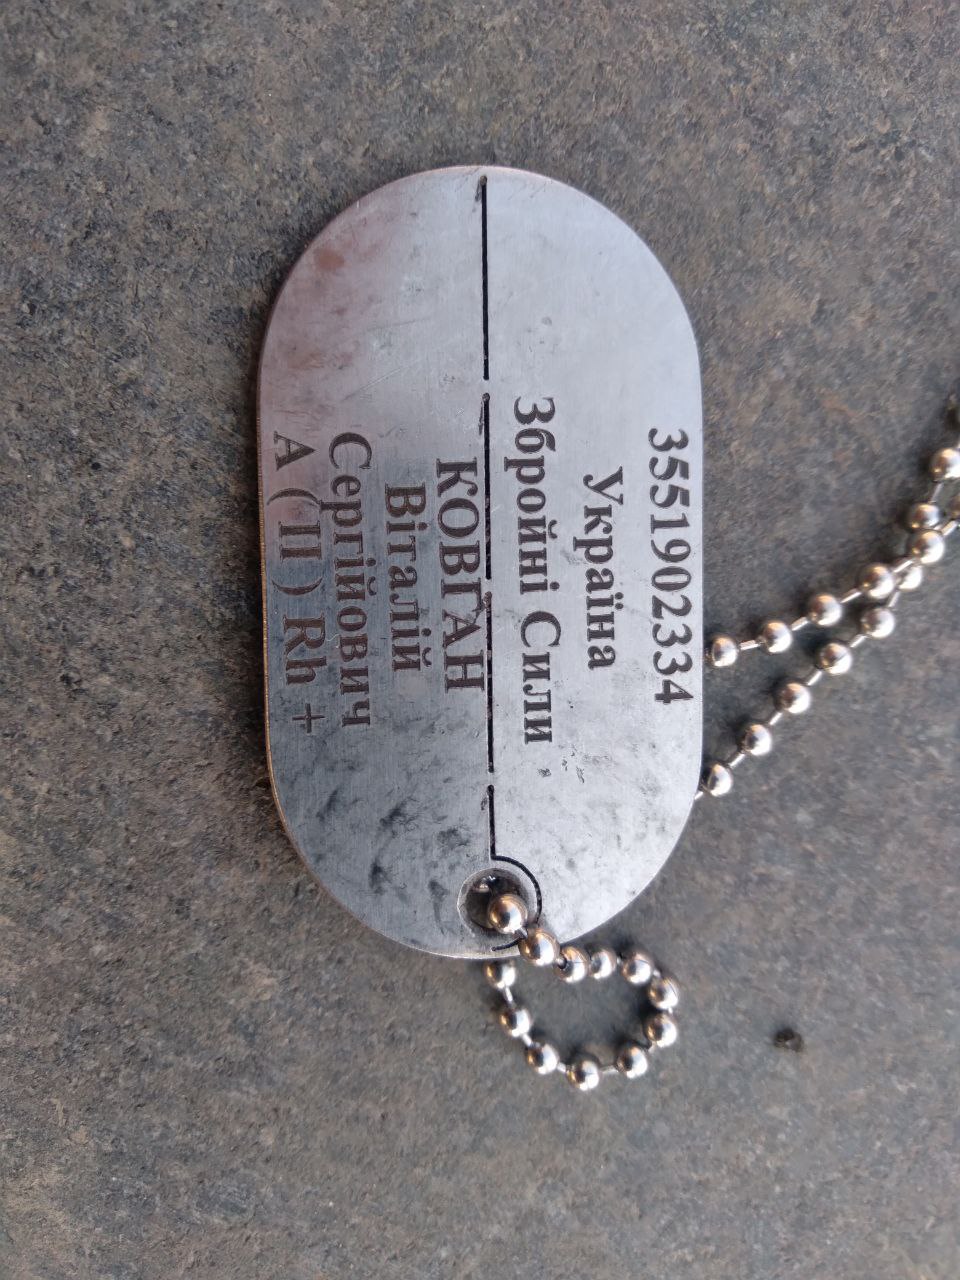 3551902334
Україна
Збройні Сили
КОВГАН
Віталій
Сергійович
А (II) Rh +